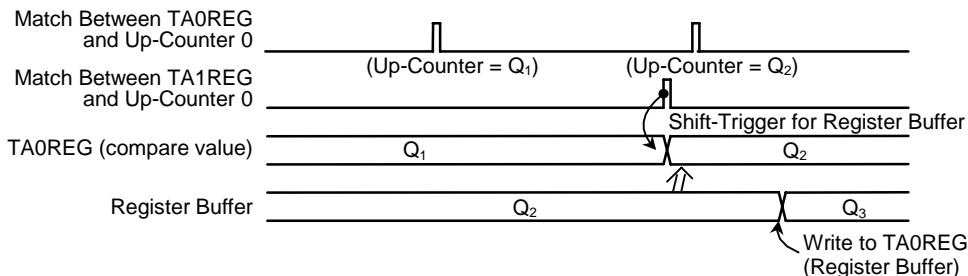 Match Between TA0REG
and Up-Counter 0
(Up-Counter = Q₁) (Up-Counter = Q₂)
Match Between TA1REG
and Up-Counter 0
Shift-Trigger for Register Buffer
TA0REG (compare value) Q₁ Q₂
Register Buffer Q₂ Q₃
Write to TA0REG
(Register Buffer)